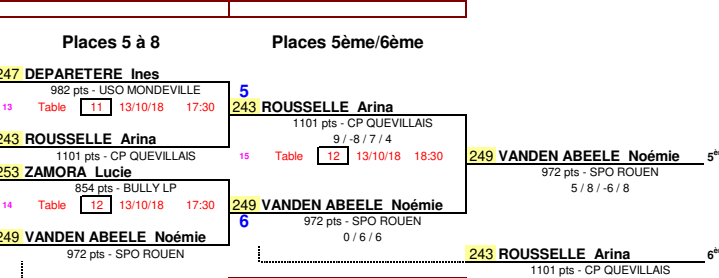 Places 5 à 8
Places 5ème/6ème
247 DEPARETERE Ines
982 pts - USO MONDEVILLE
13 Table 11 13/10/18 17:30
243 ROUSSELLE Arina
1101 pts - CP QUEVILLAIS
253 ZAMORA Lucie
854 pts - BULLY LP
14 Table 12 13/10/18 17:30
249 VANDEN ABEELE Noémie
972 pts - SPO ROUEN
5
243 ROUSSELLE Arina
1101 pts - CP QUEVILLAIS
9 / -8 / 7 / 4
15 Table 12 13/10/18 18:30
249 VANDEN ABEELE Noémie
6
972 pts - SPO ROUEN
0 / 6 / 6
249 VANDEN ABEELE Noémie 5è
972 pts - SPO ROUEN
5 / 8 / -6 / 8
243 ROUSSELLE Arina 6è
1101 pts - CP QUEVILLAIS